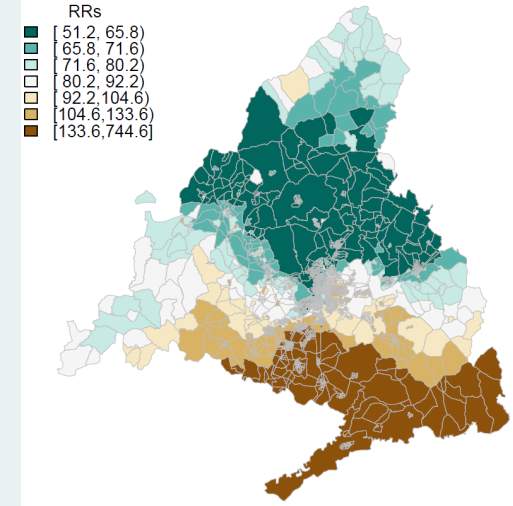 RRs
[ 51.2, 65.8)
[ 65.8, 71.6)
[ 71.6, 80.2)
[ 80.2, 92.2)
[ 92.2,104.6)
[104.6,133.6)
[133.6,744.6]